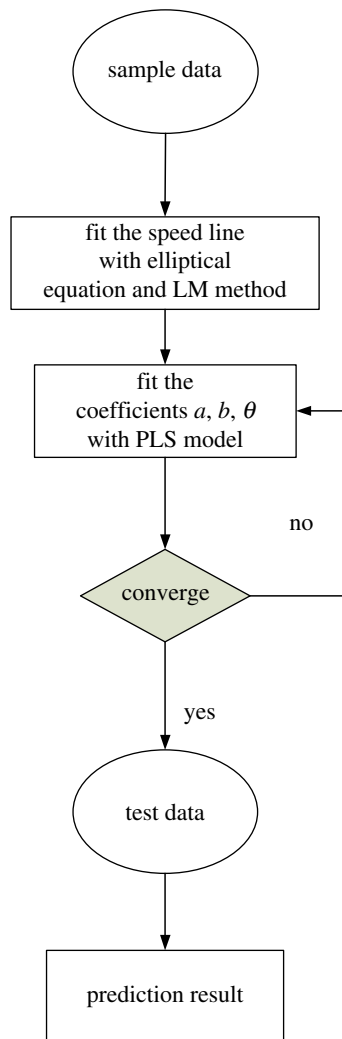 sample data
fit the speed line
with elliptical
equation and LM method
fit the
coefficients a, b, θ
with PLS model
no
converge
yes
test data
prediction result